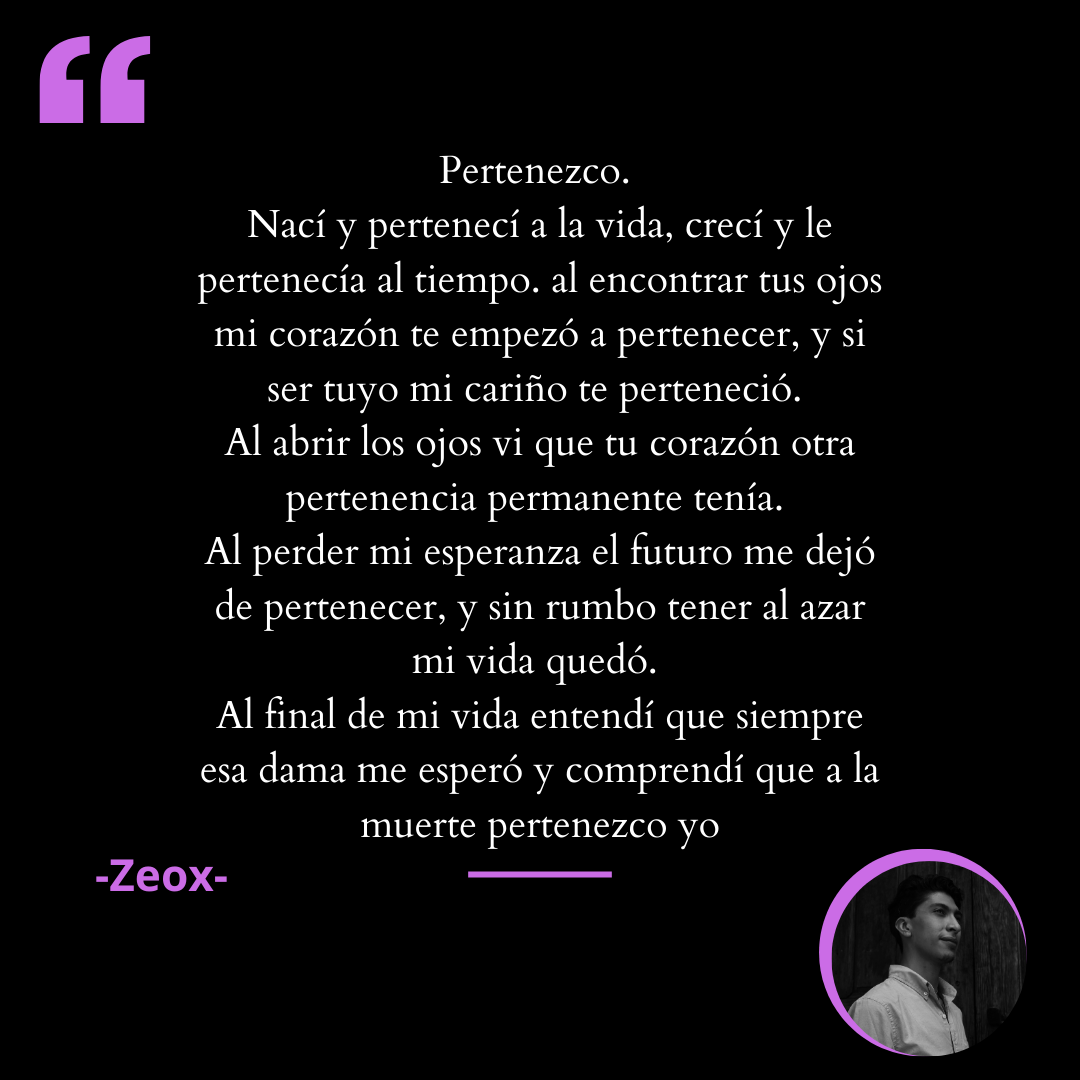 Pertenezco.
Nací y pertenecí a la vida, crecí y le
pertenecía al tiempo. al encontrar tus ojos
mi corazón te empezó a pertenecer, y si
ser tuyo mi cariño te perteneció.
Al abrir los ojos vi que tu corazón otra
pertenencia permanente tenía.
Al perder mi esperanza el futuro me dejó
de pertenecer, y sin rumbo tener al azar
mi vida quedó.
Al final de mi vida entendí que siempre
esa dama me esperó y comprendí que a la
muerte pertenezco yo
-Zeox-